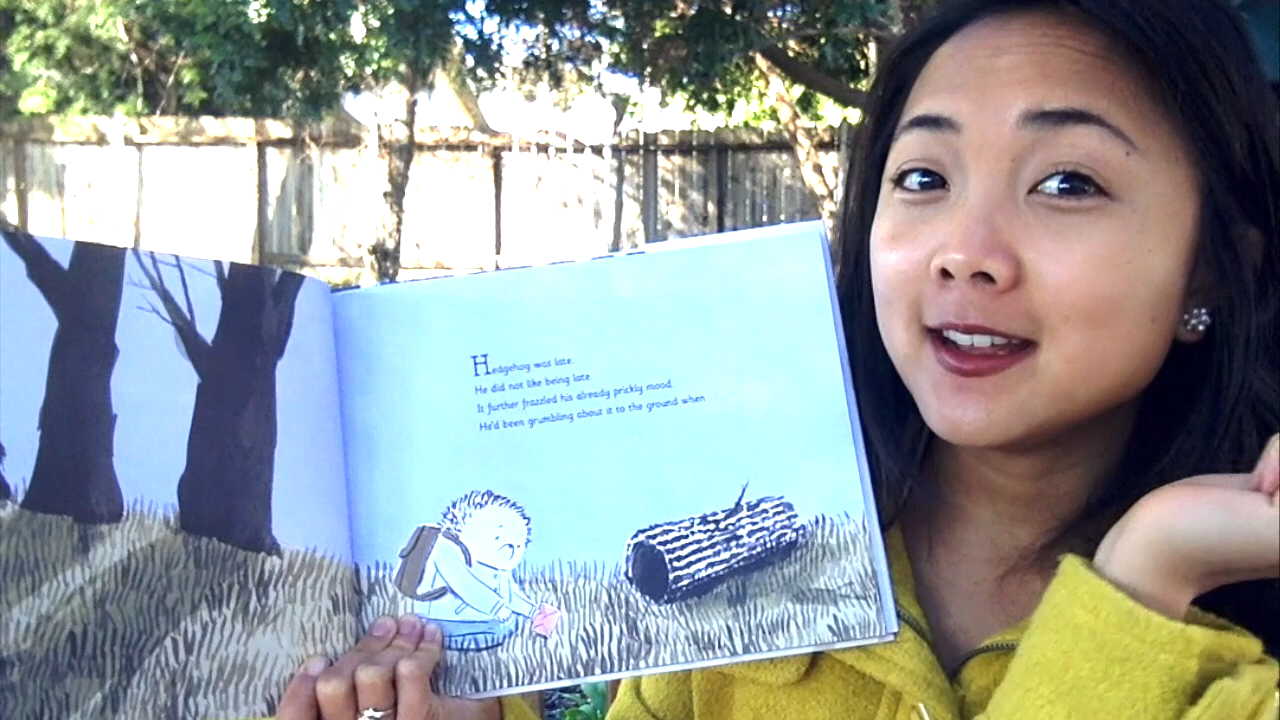 Hedgehog was late.
He did not like being late.
It further frazzled his already prickly mood.
He'd been grumbling about it to the ground when . . .